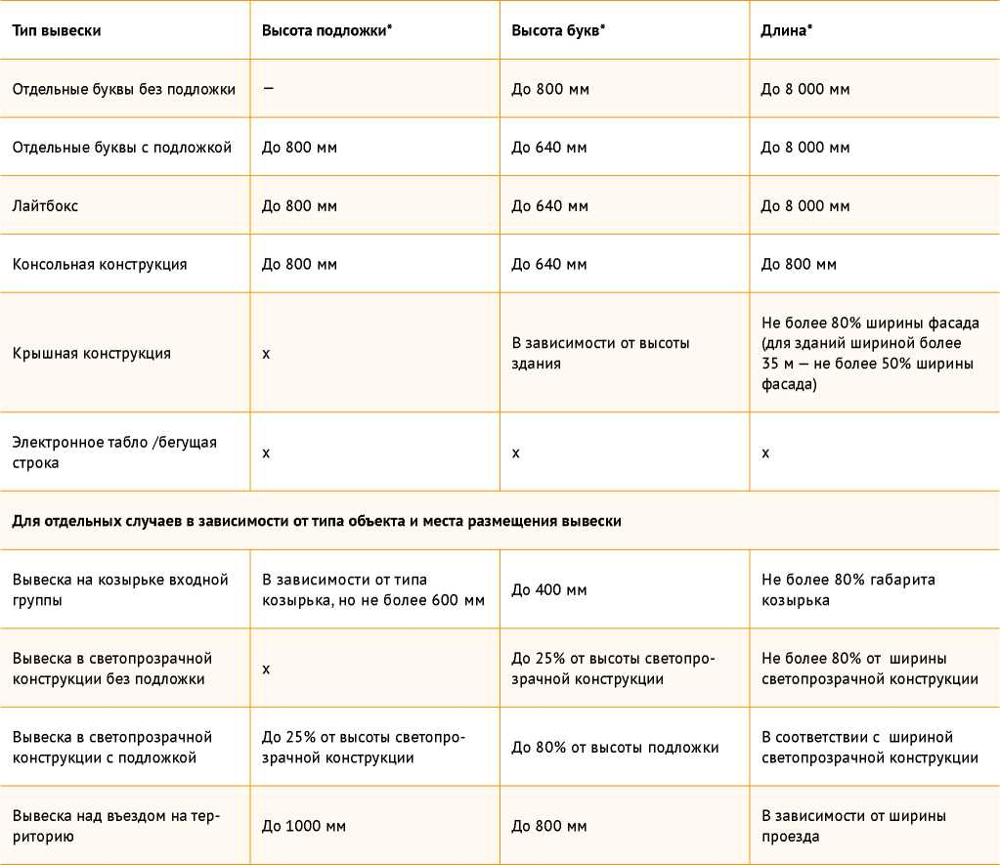 Тип вывески
Высота подложки*
Высота букв*
Длина*
Отдельные буквы без подложки
—
До 800 мм
До 8 000 мм
Отдельные буквы с подложкой
До 800 мм
До 640 мм
До 8 000 мм
Лайтбокс
До 800 мм
До 640 мм
До 8 000 мм
Консольная конструкция
До 800 мм
До 640 мм
До 800 мм
Крышная конструкция
х
В зависимости от высоты
здания
Не более 80% ширины фасада
(для зданий шириной более
35 м — не более 50% ширины
фасада)
Электронное табло /бегущая
строка
х
х
х
Для отдельных случаев в зависимости от типа объекта и места размещения вывески
Вывеска на козырьке входной
группы
В зависимости от типа
козырька, но не более 600 мм
До 400 мм
Не более 80% габарита
козырька
Вывеска в светопрозрачной
конструкции без подложки
х
До 25% от высоты светопро-
зрачной конструкции
Не более 80% от ширины
светопрозрачной конструкции
Вывеска в светопрозрачной
конструкции с подложкой
До 25% от высоты светопро-
зрачной конструкции
До 80% от высоты подложки
В соответствии с шириной
светопрозрачной конструкции
Вывеска над въездом на тер-
риторию
До 1000 мм
До 800 мм
В зависимости от ширины
проезда